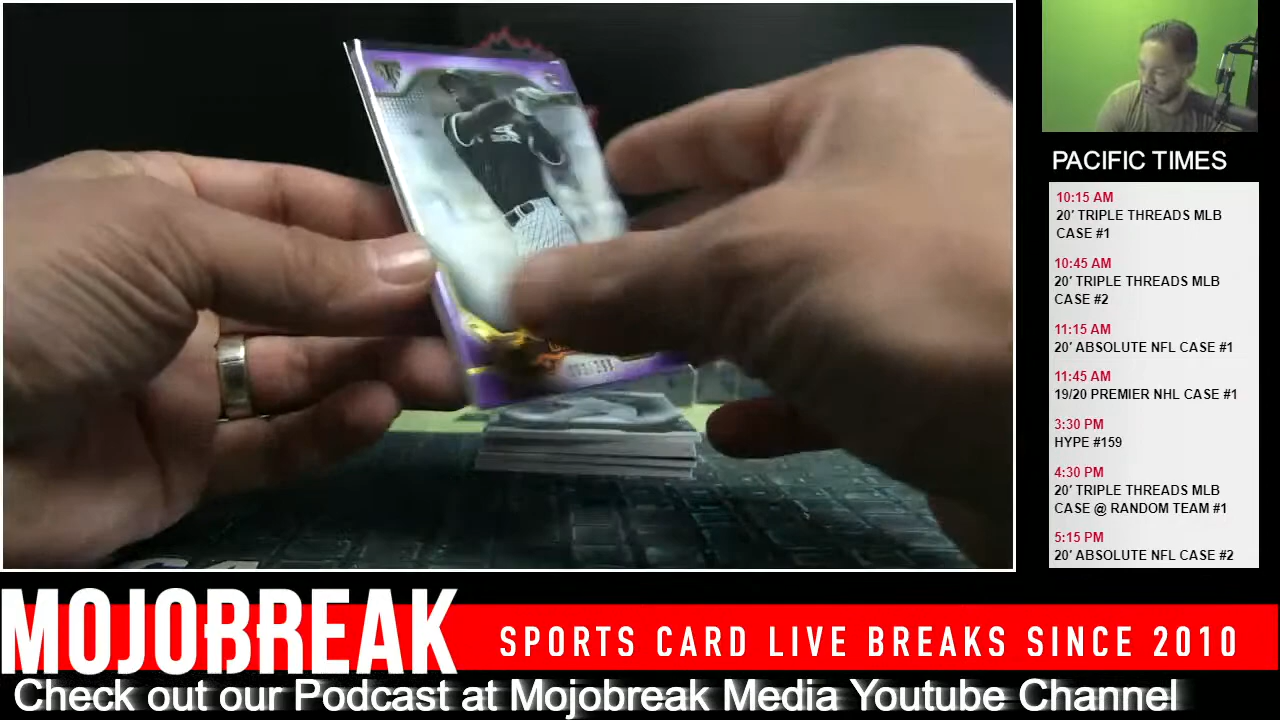 PACIFIC TIMES
10:15 AM
20' TRIPLE THREADS MLB
CASE #1
10:45 AM
20' TRIPLE THREADS MLB
CASE #2
11:15 AM
20' ABSOLUTE NFL CASE #1
11:45 AM
19/20 PREMIER NHL CASE #1
3:30 PM
HYPE #159
4:30 PM
20' TRIPLE THREADS MLB
CASE @ RANDOM TEAM #1
5:15 PM
20' ABSOLUTE NFL CASE #2
MOJOBREAK
SPORTS CARD LIVE BREAKS SINCE 2010
Check out our Podcast at Mojobreak Media Youtube Channel